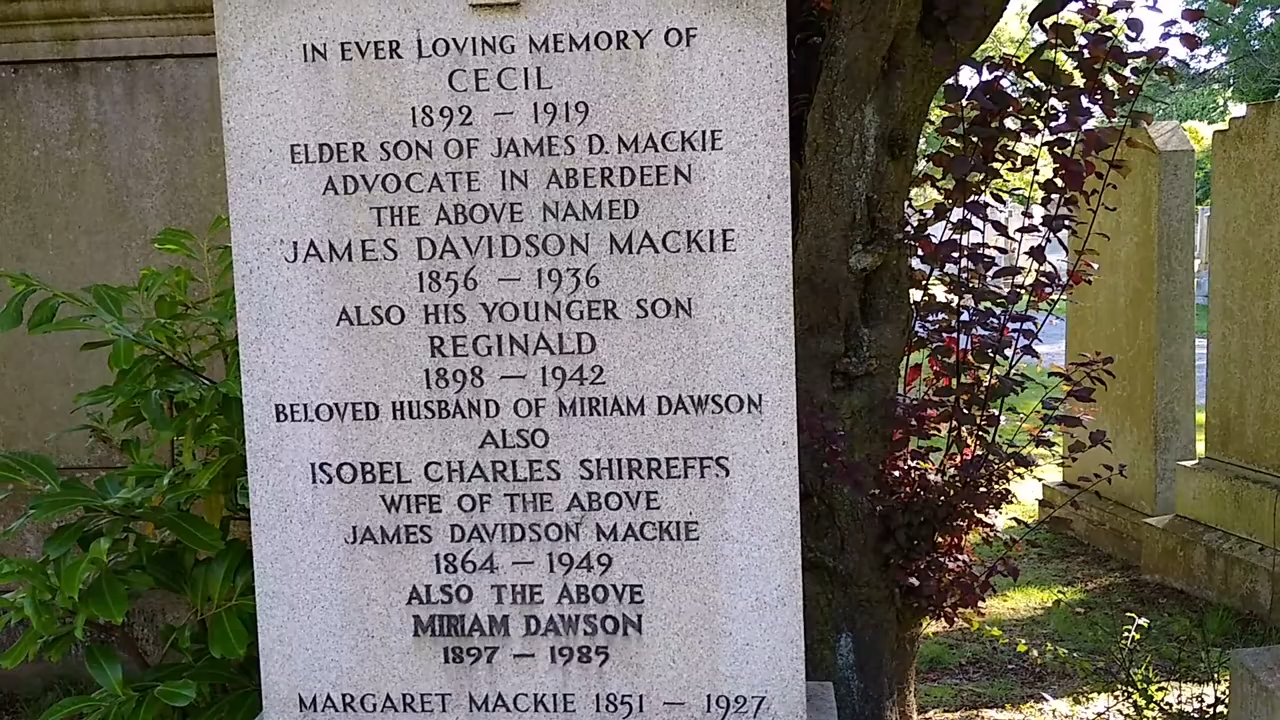 IN EVER LOVING MEMORY OF
CECIL
1892 – 1919
ELDER SON OF JAMES D. MACKIE
ADVOCATE IN ABERDEEN
THE ABOVE NAMED
JAMES DAVIDSON MACKIE
1856 – 1936
ALSO HIS YOUNGER SON
REGINALD
1898 – 1942
BELOVED HUSBAND OF MIRIAM DAWSON
ALSO
ISOBEL CHARLES SHIRREFFS
WIFE OF THE ABOVE
JAMES DAVIDSON MACKIE
1864 – 1949
ALSO THE ABOVE
MIRIAM DAWSON
1897 – 1985
MARGARET MACKIE 1851 – 1927